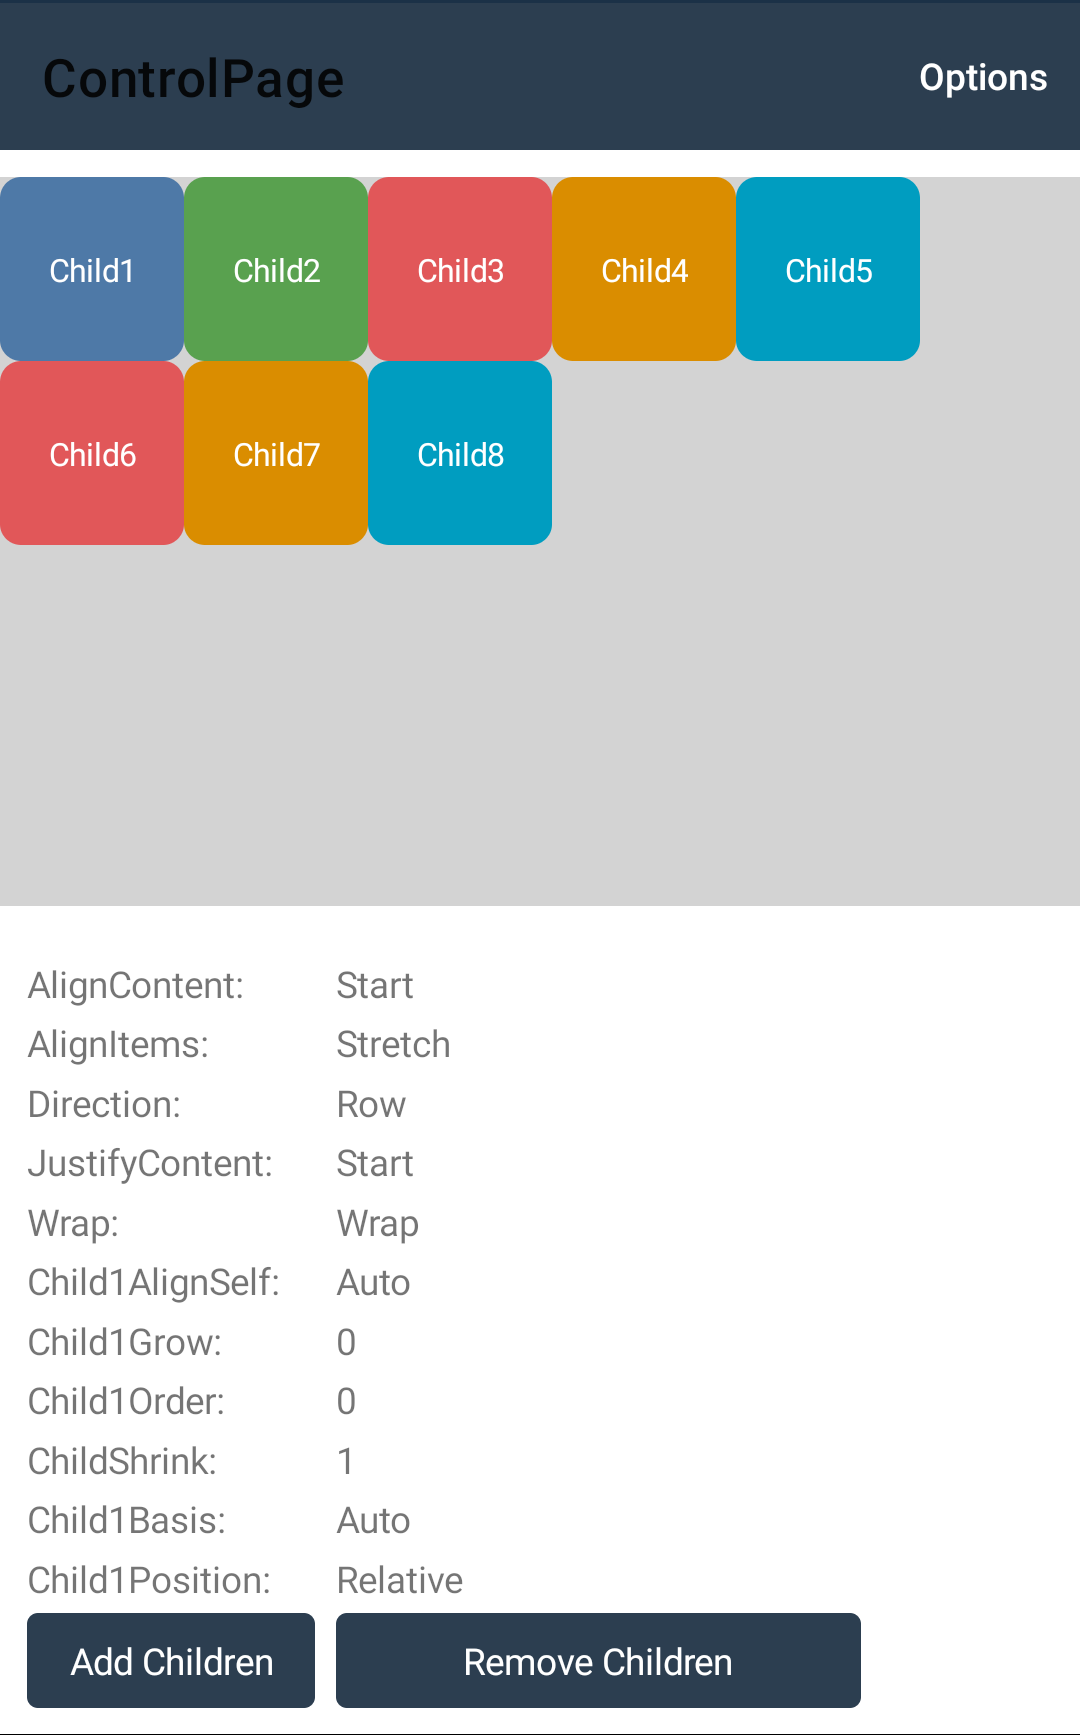 ControlPage Options
Child1 Child2 Child3 Child4 Child5
Child6 Child7 Child8
AlignContent: Start
AlignItems: Stretch
Direction: Row
JustifyContent: Start
Wrap: Wrap
Child1AlignSelf: Auto
Child1Grow: 0
Child1Order: 0
ChildShrink: 1
Child1Basis: Auto
Child1Position: Relative
Add Children Remove Children